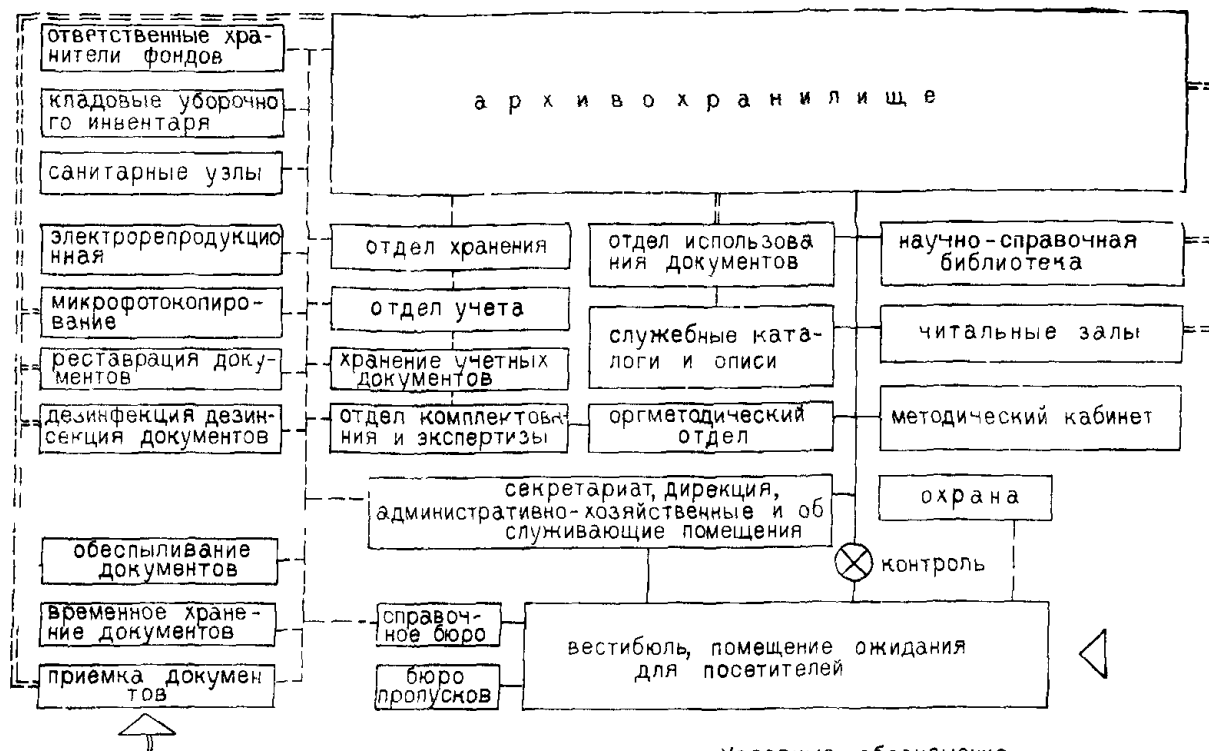 ответственные хра-
нители фондов
архивохранилище
кладовые уборочно
го инвентаря
санитарные узлы
электрорепродукцио
нная
отдел хранения
отдел использова
ния документов
научно-справочная
библиотека
микрофотокопиро-
вание
отдел учета
служебные ката-
логи и описи
читальные залы
реставрация доку-
ментов
хранение учетных
документов
дезинфекция дезин-
секция документов
отдел комплектова
ния и экспертизы
оргметодический
отдел
методический кабинет
секретариат, дирекция,
административно-хозяйственные и об
служивающие помещения
охрана
обеспыливание
документов
контроль
временное хране-
ние документов
справоч-
ное бюро
вестибюль, помещение ожидания
для посетителей
приемка докумен
тов
бюро
пропусков